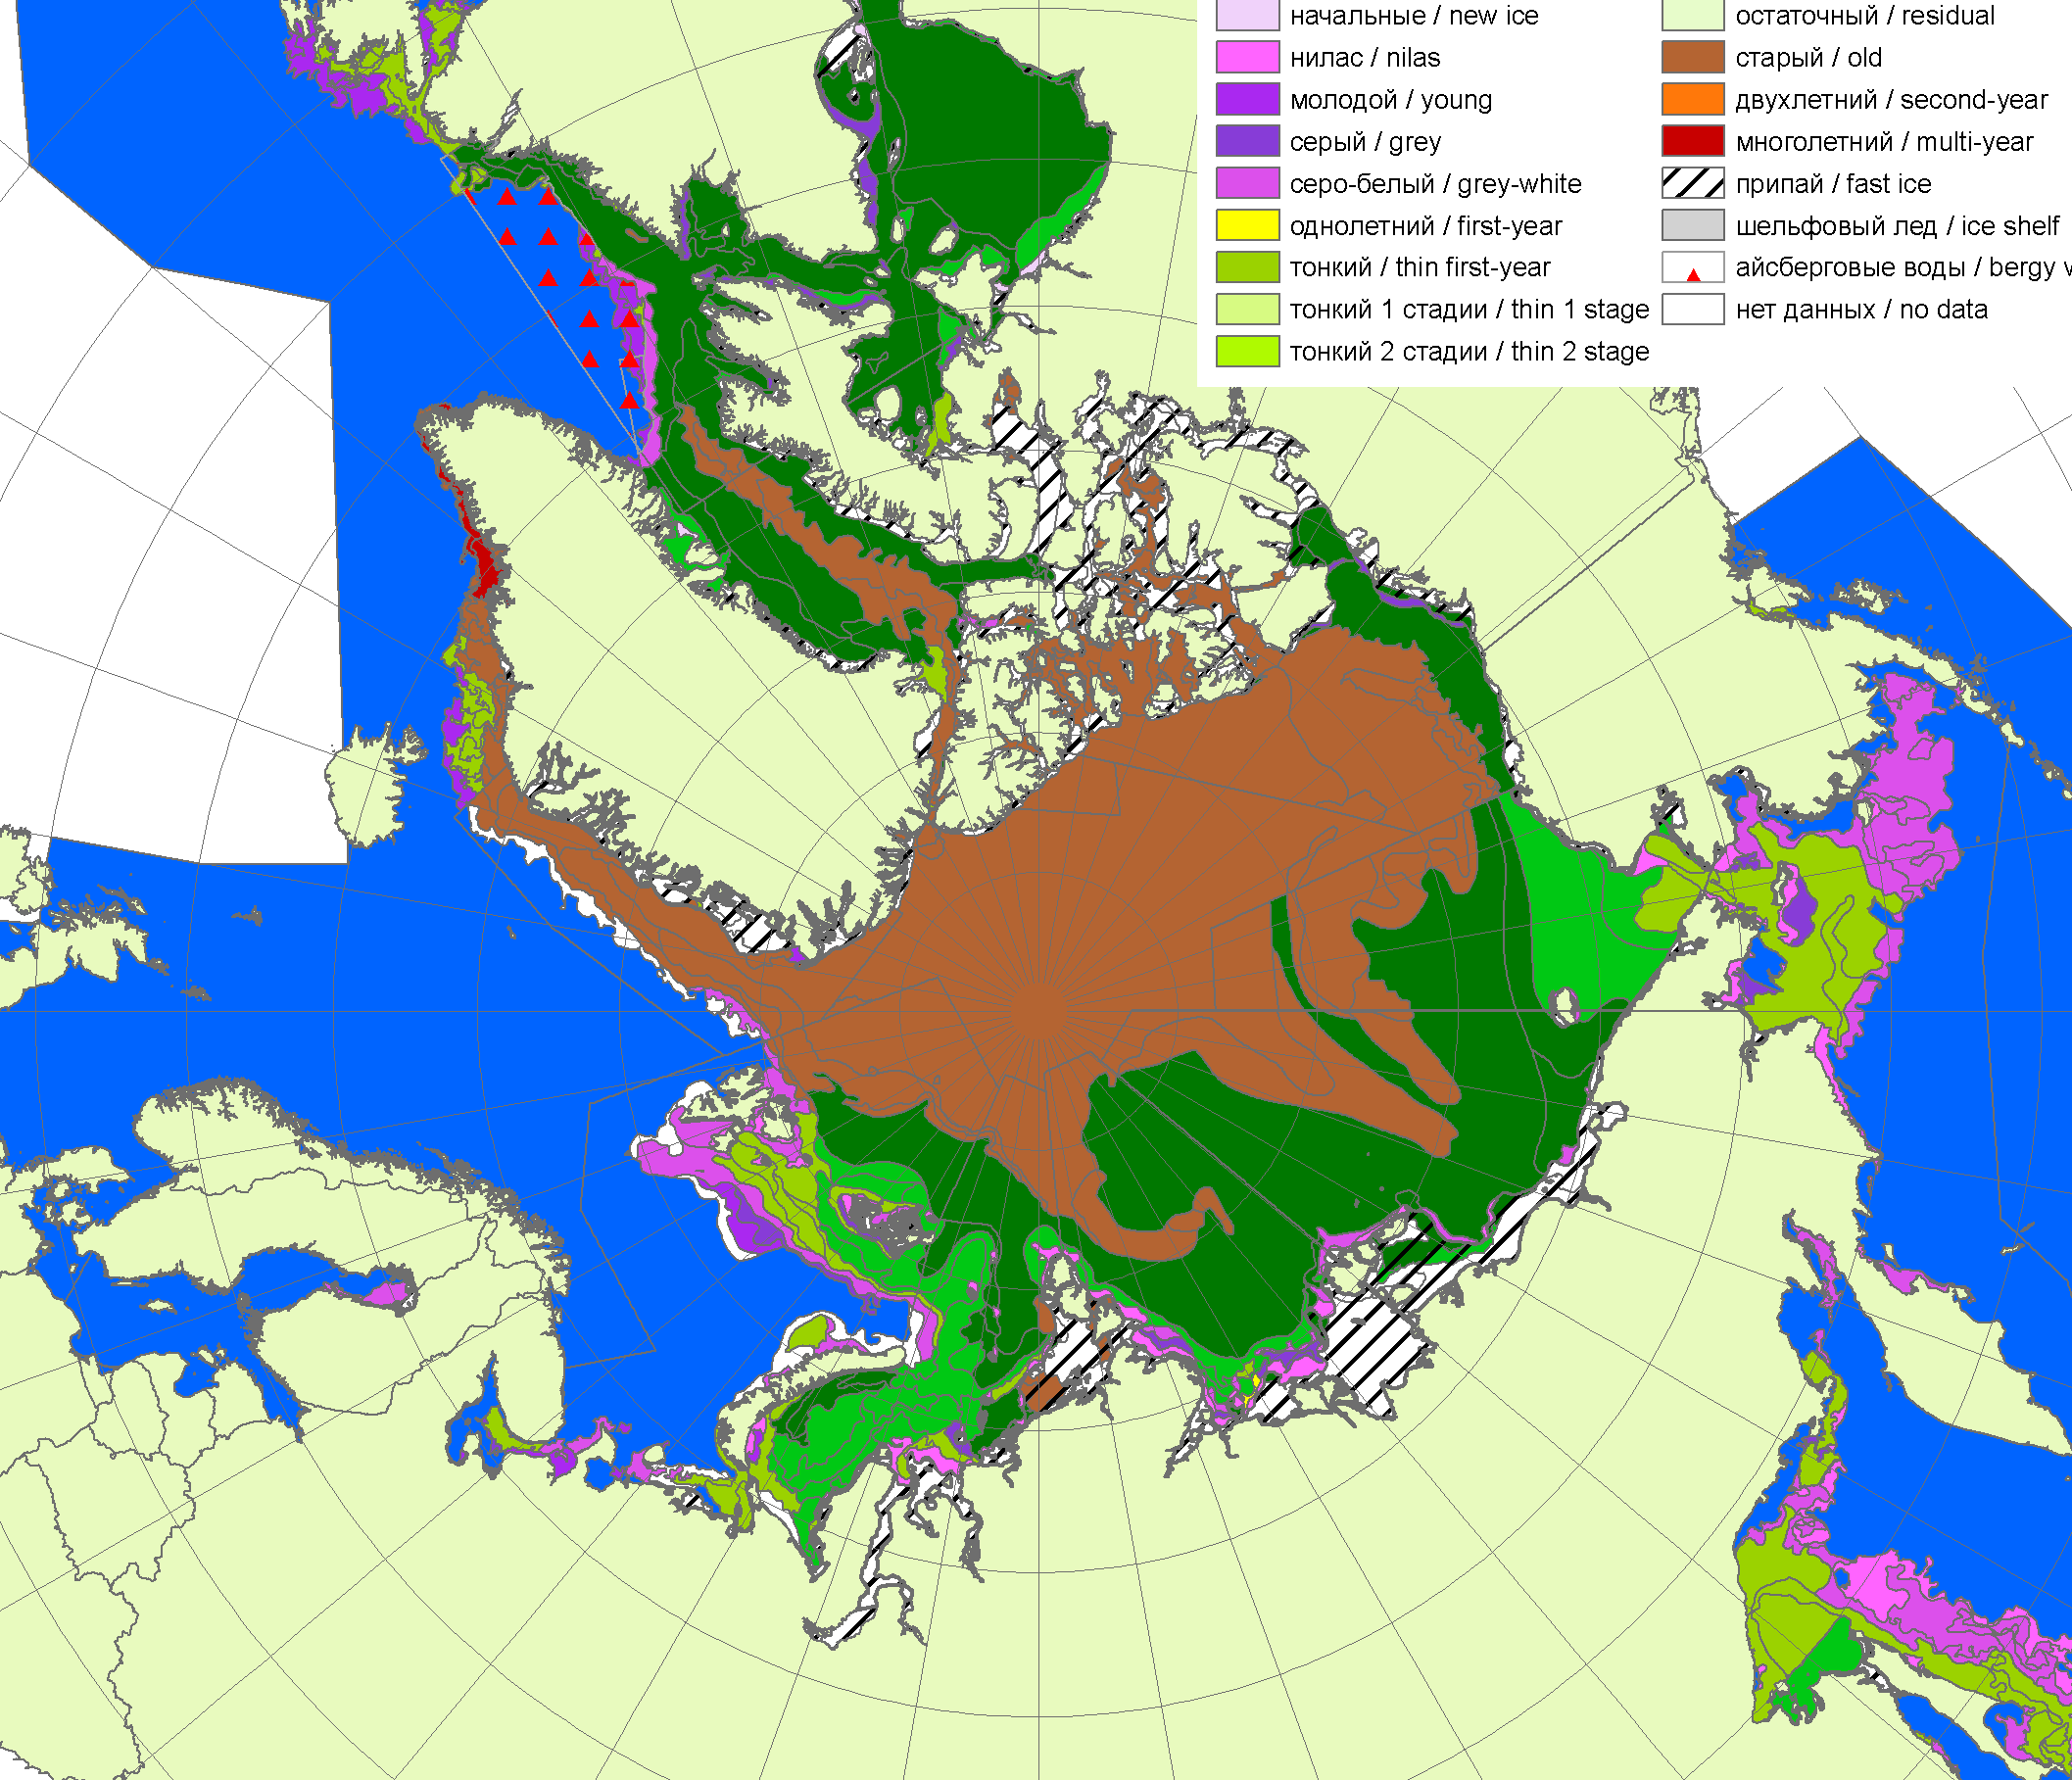 начальные / new ice
нилас / nilas
молодой / young
серый / grey
серо-белый / grey-white
однолетний / first-year
тонкий / thin first-year
тонкий 1 стадии / thin 1 stage
тонкий 2 стадии / thin 2 stage
остаточный / residual
старый / old
двухлетний / second-year
многолетний / multi-year
припай / fast ice
шельфовый лед / ice shelf
айсберговые воды / bergy
нет данных / no data